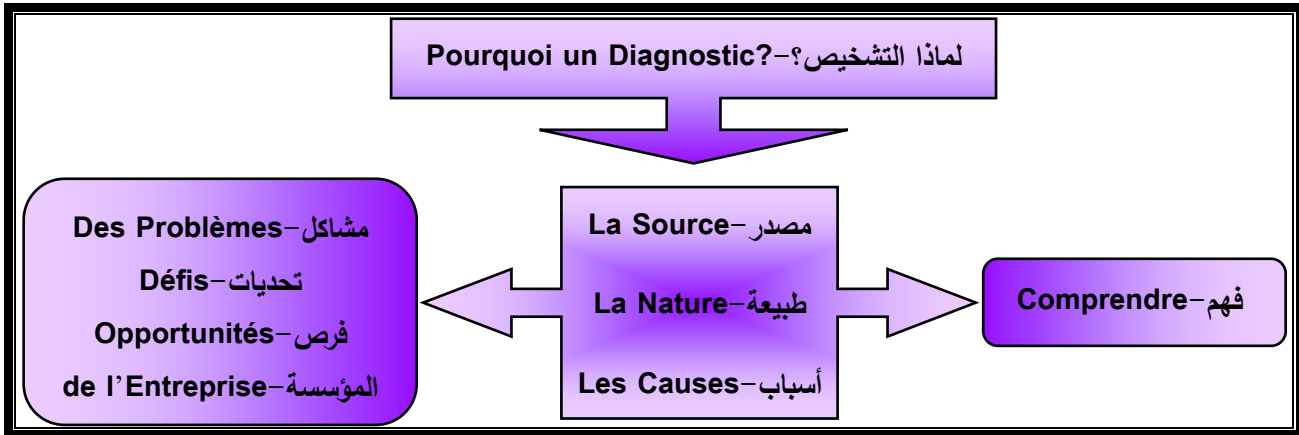 لماذا التشخيص؟-Pourquoi un Diagnostic?
فهم-Comprendre
مصدر-La Source
طبيعة-La Nature
أسباب-Les Causes
مشاكل-Des Problèmes
تحديات-Défis
فرص-Opportunités
المؤسسة-de l’Entreprise